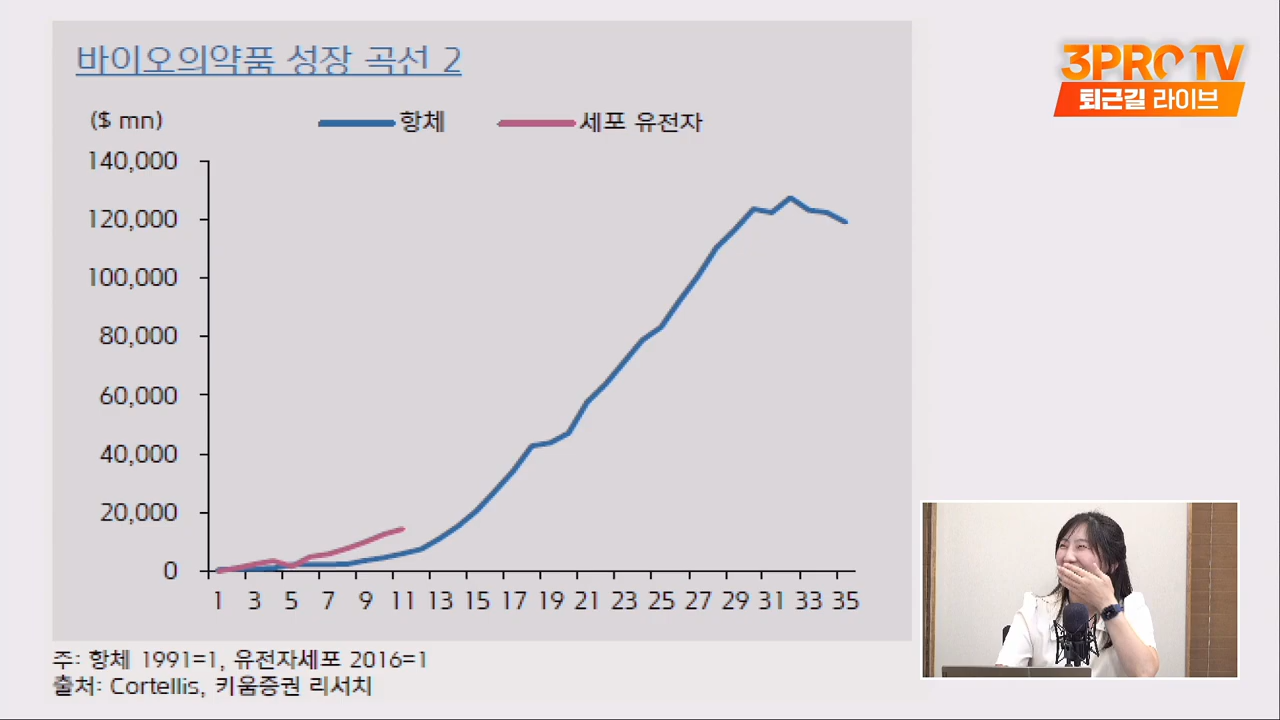 바이오의약품 성장 곡선 2
3PROTV
퇴근길 라이브
($ mn)
항체 세포 유전자
140,000
120,000
100,000
80,000
60,000
40,000
20,000
0
1 3 5 7 9 11 13 15 17 19 21 23 25 27 29 31 33 35
주: 항체 1991=1, 유전자세포 2016=1
출처: Cortellis, 키움증권 리서치